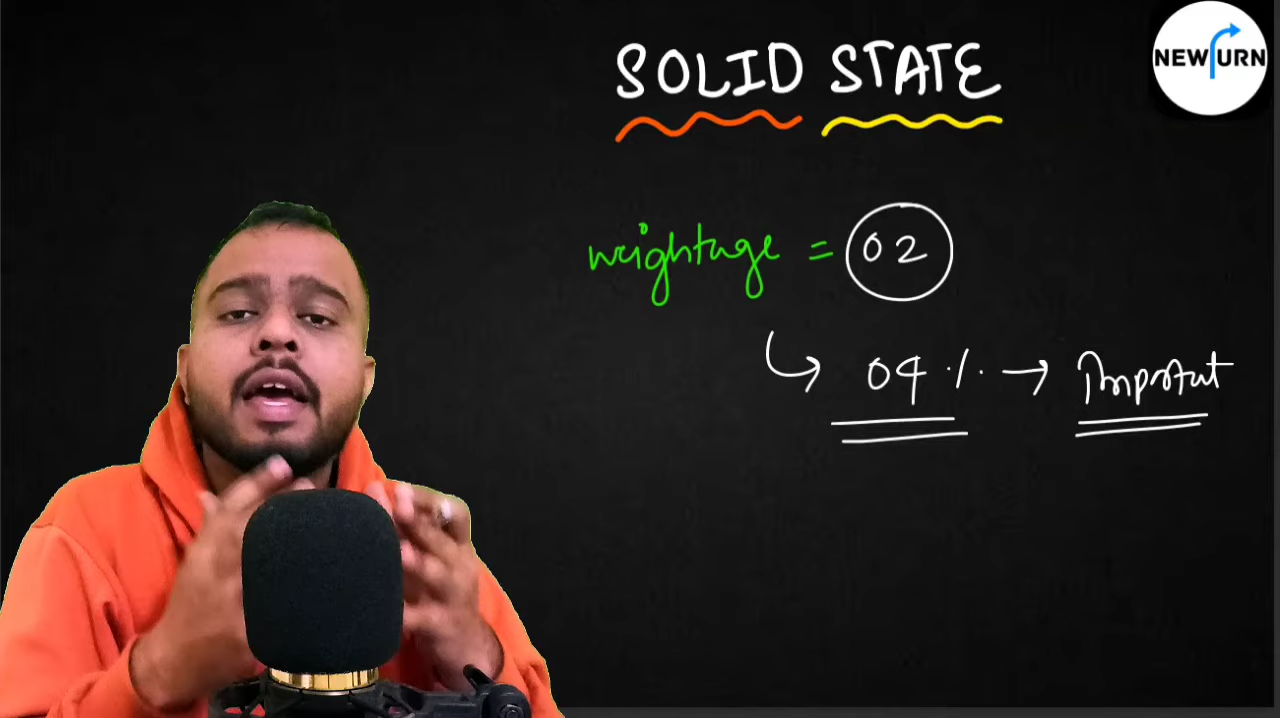 SOLID STATE
NEWTURN
weightage = 02
↳ 04 % → Important